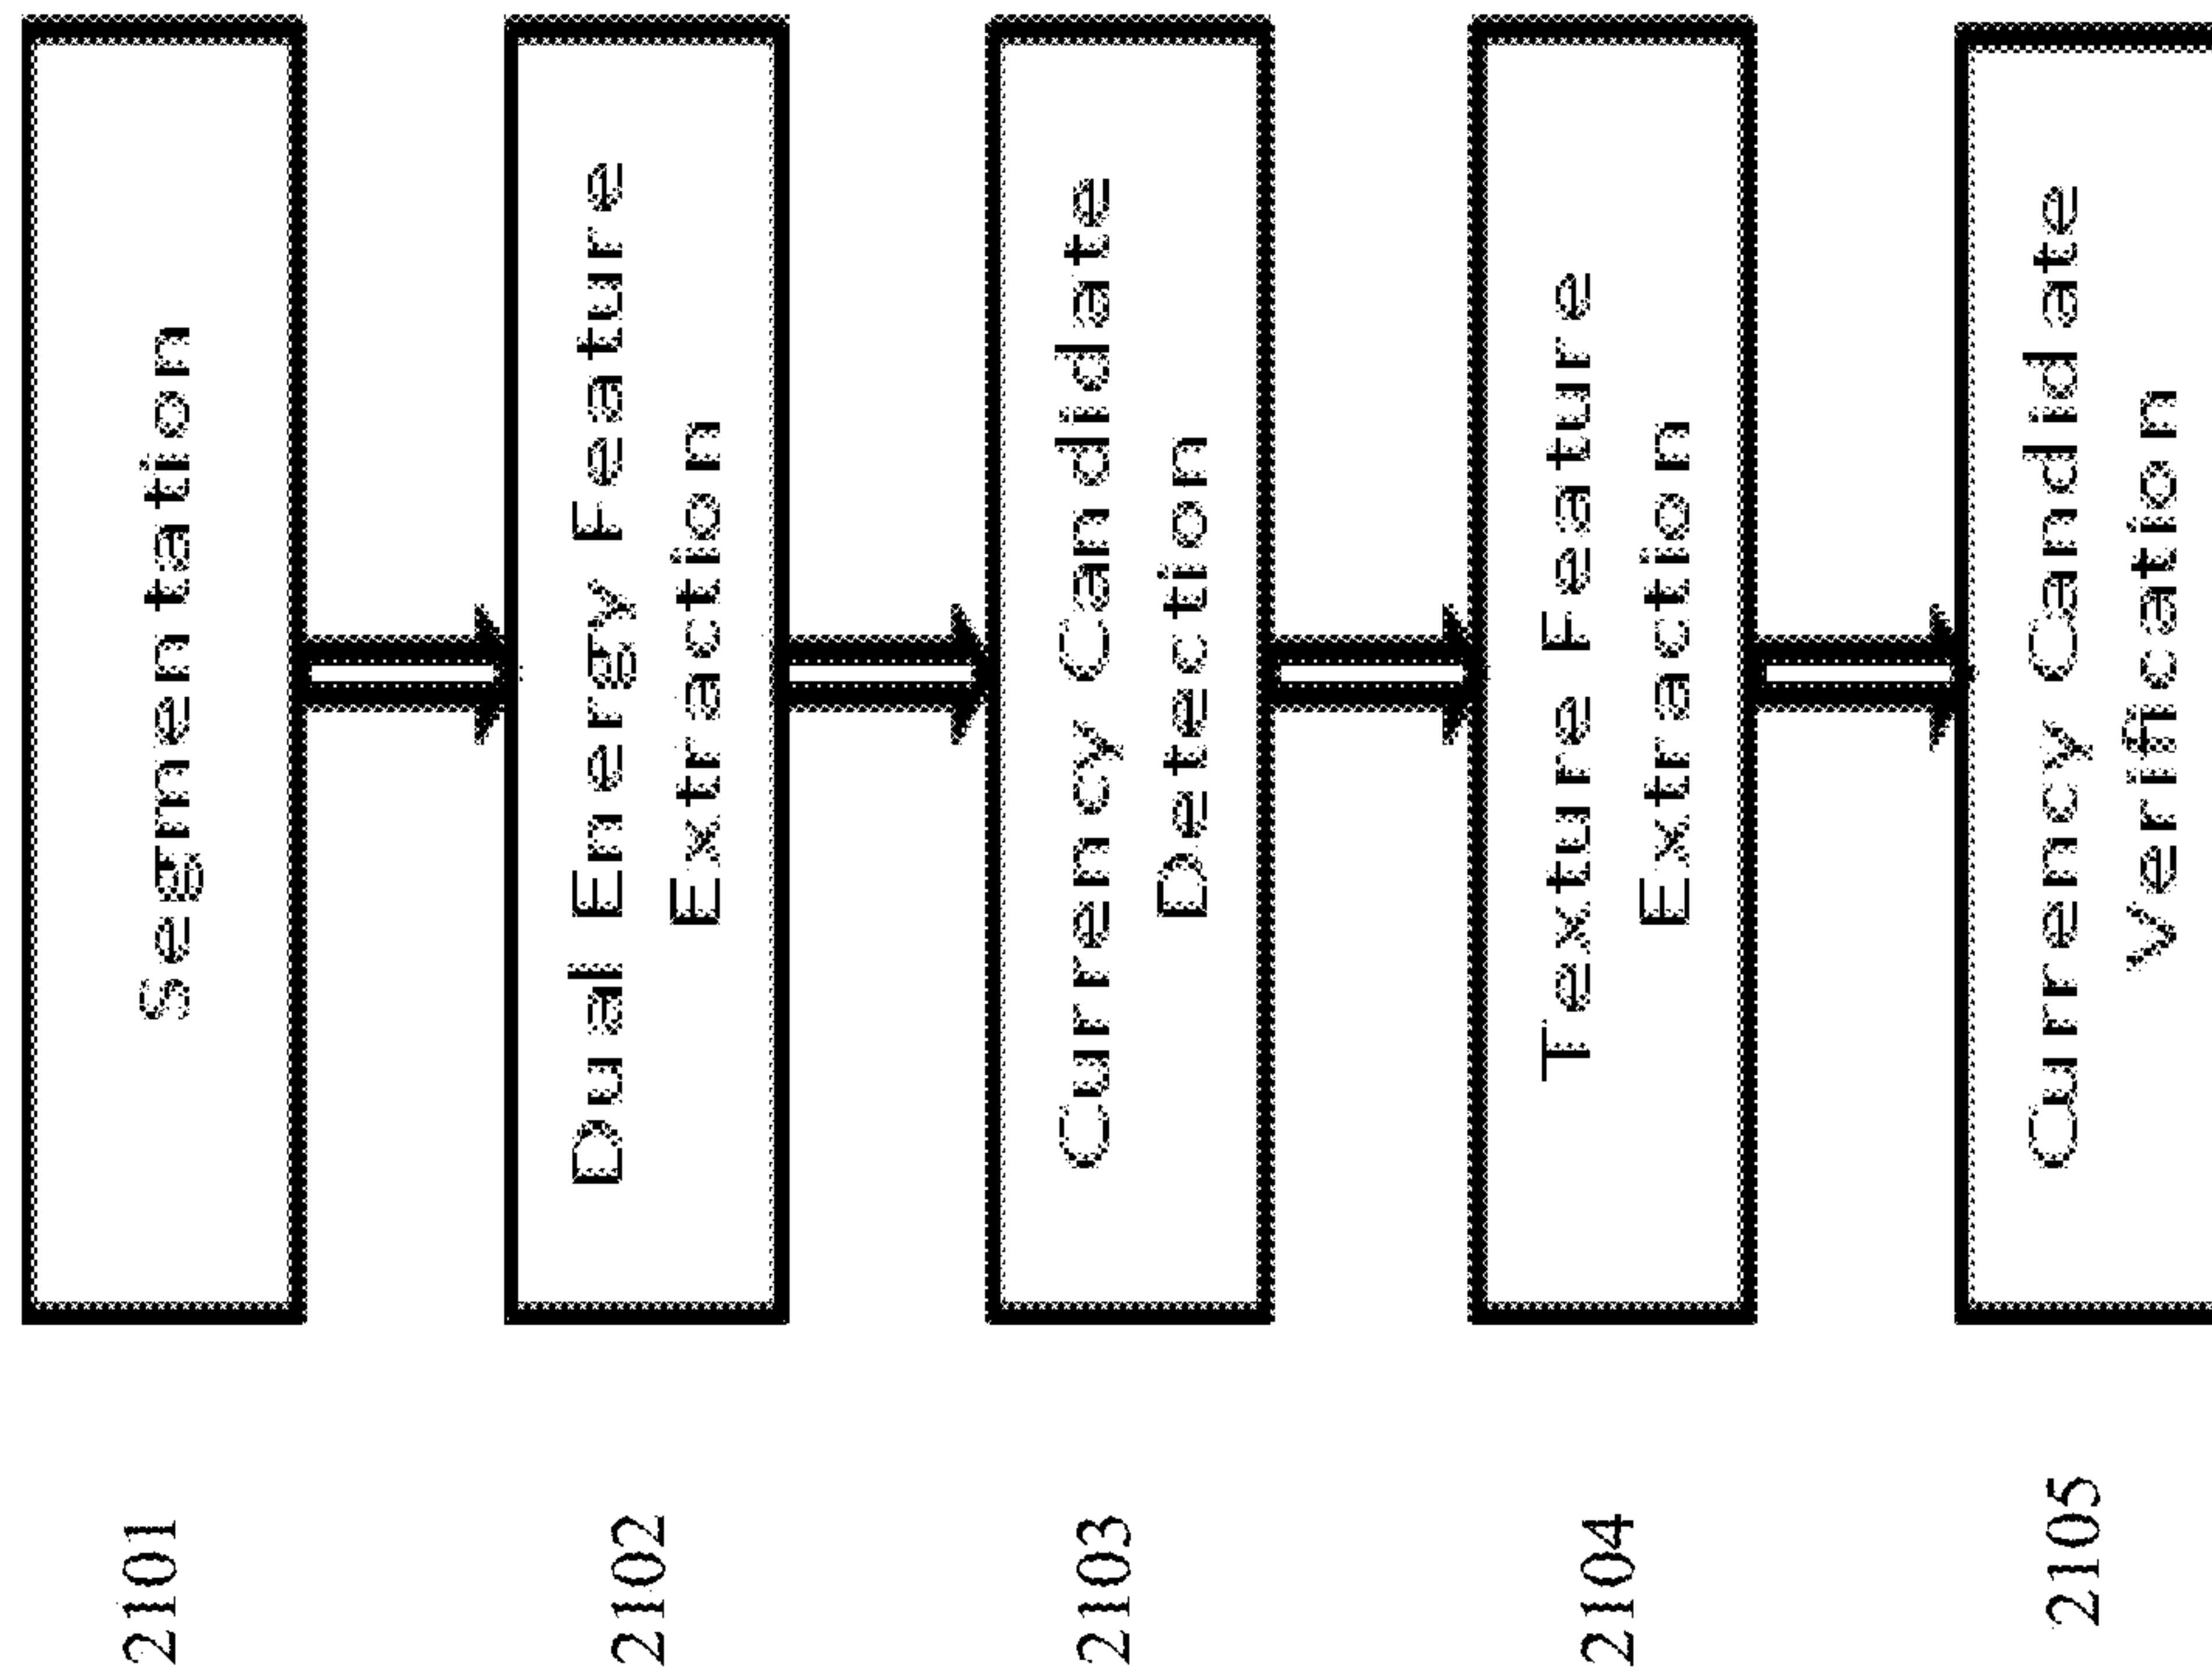 2101
Segmentation
2102
Dual Energy Feature
Extraction
2103
Currency Candidate
Detection
2104
Texture Feature
Extraction
2105
Currency Candidate
Verification